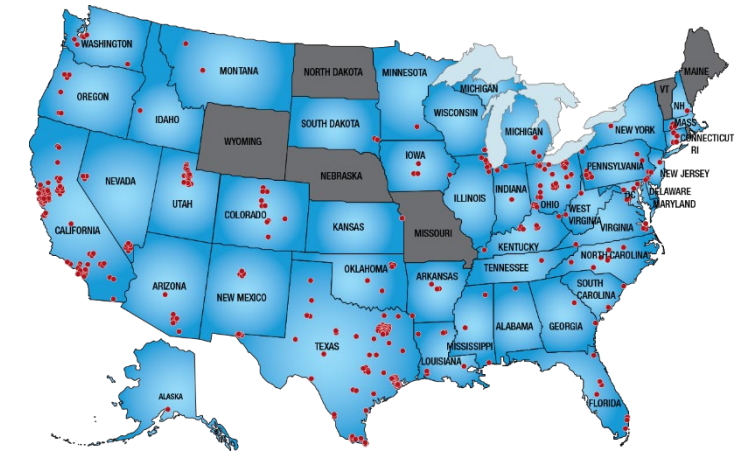 WASHINGTON
MONTANA
NORTH DAKOTA
MINNESOTA
MICHIGAN
VT
MAINE
NH
OREGON
IDAHO
SOUTH DAKOTA
WISCONSIN
MICHIGAN
NEW YORK
MASS
CONNECTICUT
RI
WYOMING
IOWA
PENNSYLVANIA
NEW JERSEY
NEVADA
UTAH
COLORADO
NEBRASKA
ILLINOIS
INDIANA
OHIO
WEST
VIRGINIA
DC
DELAWARE
MARYLAND
CALIFORNIA
KANSAS
MISSOURI
KENTUCKY
VIRGINIA
ARIZONA
NEW MEXICO
OKLAHOMA
ARKANSAS
TENNESSEE
NORTH CAROLINA
SOUTH
CAROLINA
TEXAS
LOUISIANA
MISSISSIPPI
ALABAMA
GEORGIA
FLORIDA
ALASKA